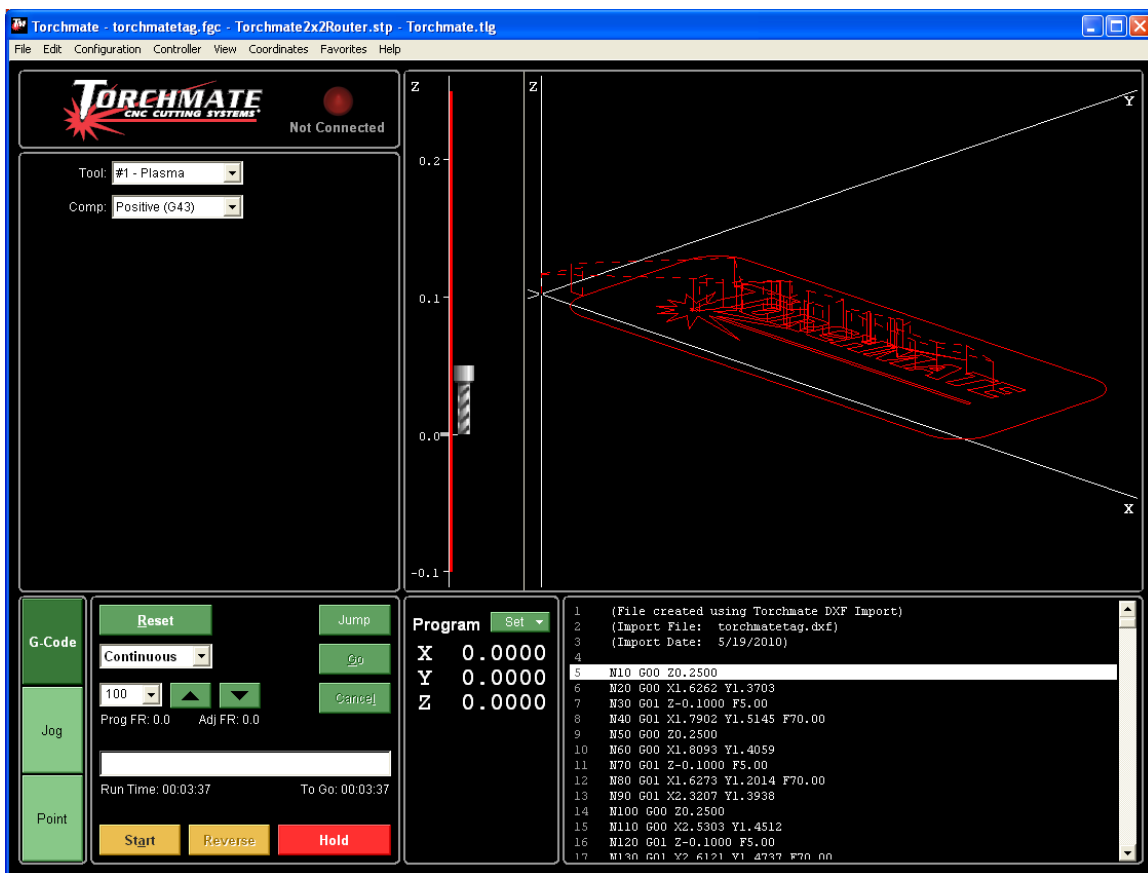 Torchmate - torchmatetag.fgc - Torchmate2x2Router.stp - Torchmate.tlg
File Edit Configuration Controller View Coordinates Favorites Help
TORCHMATE
CNC CUTTING SYSTEMS
Not Connected
Tool: #1 - Plasma
Comp: Positive (G43)
Z
0.2
0.1
0.0
-0.1
Z
Y
X
G-Code
Jog
Point
Reset
Jump
Continuous
Go
100
Cancel
Prog FR: 0.0 Adj FR: 0.0
Run Time: 00:03:37 To Go: 00:03:37
Start Reverse Hold
Program Set
X 0.0000
Y 0.0000
Z 0.0000
1 (File created using Torchmate DXF Import)
2 (Import File: torchmatetag.dxf)
3 (Import Date: 5/19/2010)
4
5 N10 G00 Z0.2500
6 N20 G00 X1.6262 Y1.3703
7 N30 G01 Z-0.1000 F5.00
8 N40 G01 X1.7902 Y1.5145 F70.00
9 N50 G00 Z0.2500
10 N60 G00 X1.8093 Y1.4059
11 N70 G01 Z-0.1000 F5.00
12 N80 G01 X1.6273 Y1.2014 F70.00
13 N90 G01 X2.3207 Y1.3938
14 N100 G00 Z0.2500
15 N110 G00 X2.5303 Y1.4512
16 N120 G01 Z-0.1000 F5.00
17 N130 G01 X2.6121 Y1.4737 F70.00